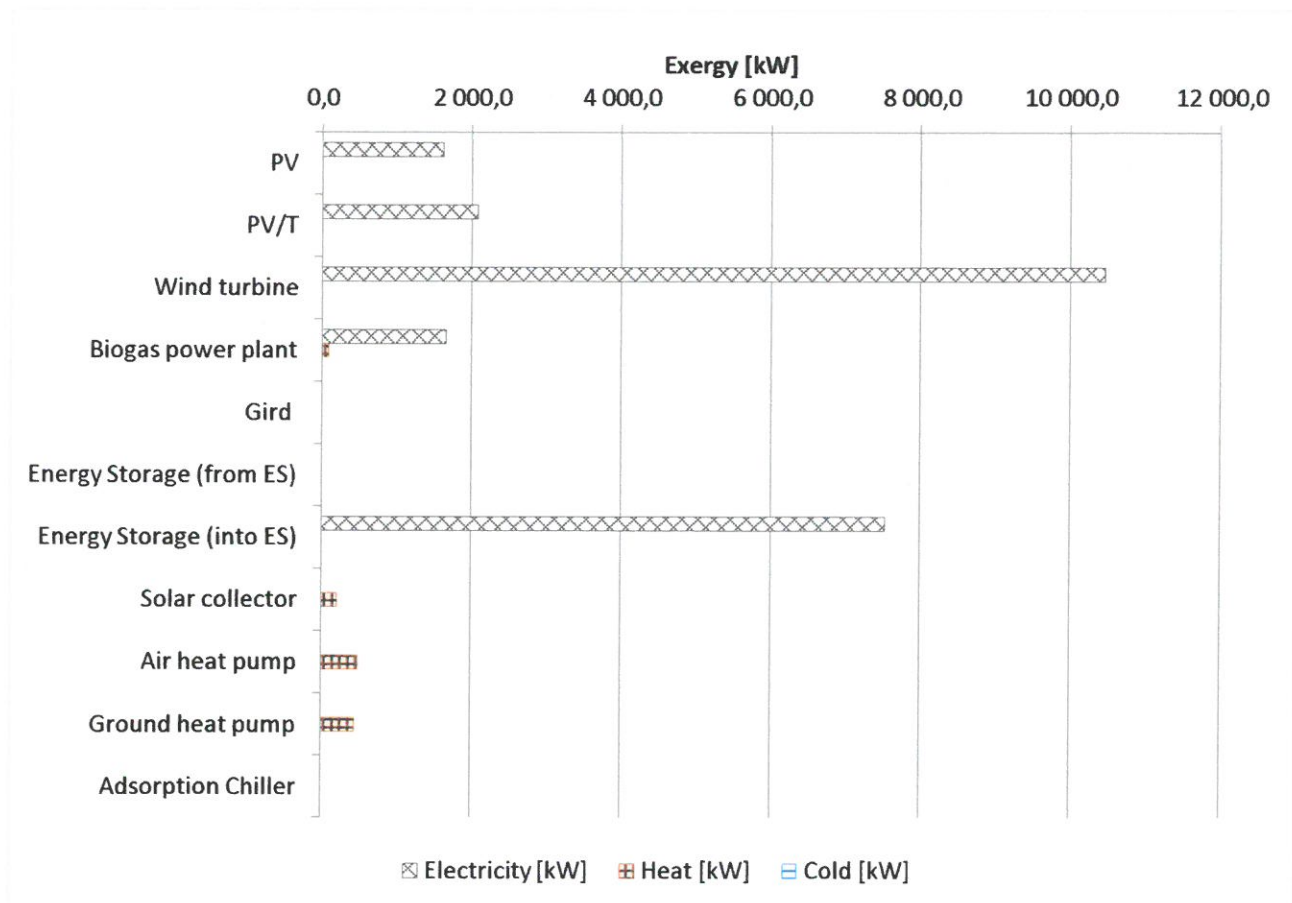 Exergy [kW]
0,0 2 000,0 4 000,0 6 000,0 8 000,0 10 000,0 12 000,0
PV
PV/T
Wind turbine
Biogas power plant
Gird
Energy Storage (from ES)
Energy Storage (into ES)
Solar collector
Air heat pump
Ground heat pump
Adsorption Chiller
Electricity [kW] Heat [kW] Cold [kW]